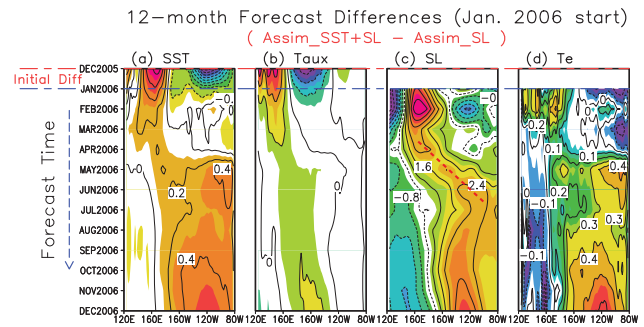 12-month Forecast Differences (Jan. 2006 start)
( Assim_SST+SL - Assim_SL )
(a) SST
(b) Taux
(c) SL
(d) Te
Initial Diff
Forecast Time
DEC2005
JAN2006
FEB2006
MAR2006
APR2006
MAY2006
JUN2006
JUL2006
AUG2006
SEP2006
OCT2006
NOV2006
DEC2006
-0
0.4
-0
0.2
0.4
0
0
-0
1.6
2.4
-0.8
0
0.2
0.1
0.1
0.4
-0.1
0.2
0.3
0.3
-0.1
0.4
120E 160E 160W 120W 80W
120E 160E 160W 120W 80W
120E 160E 160W 120W 80W
120E 160E 160W 120W 80W